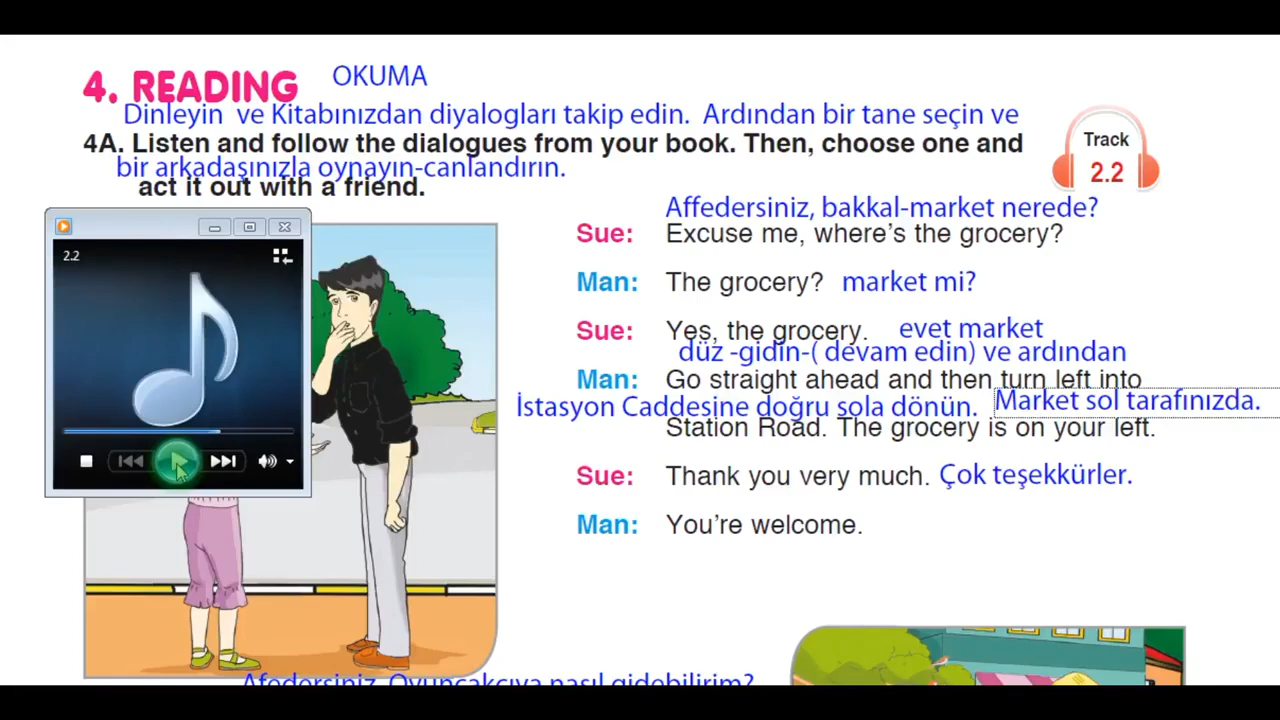 4. READING OKUMA
Dinleyin ve Kitabınızdan diyalogları takip edin. Ardından bir tane seçin ve
4A. Listen and follow the dialogues from your book. Then, choose one and
bir arkadaşınızla oynayın-canlandırın.
act it out with a friend.
Track
2.2
2.2
Affedersiniz, bakkal-market nerede?
Sue: Excuse me, where's the grocery?
Man: The grocery? market mi?
Sue: Yes, the grocery. evet market
düz -gidin-( devam edin) ve ardından
Man: Go straight ahead and then turn left into
İstasyon Caddesine doğru sola dönün. Market sol tarafınızda.
Station Road. The grocery is on your left.
Sue: Thank you very much. Çok teşekkürler.
Man: You're welcome.
Afedersiniz, Oyuncakçıya nasıl gidebilirim?